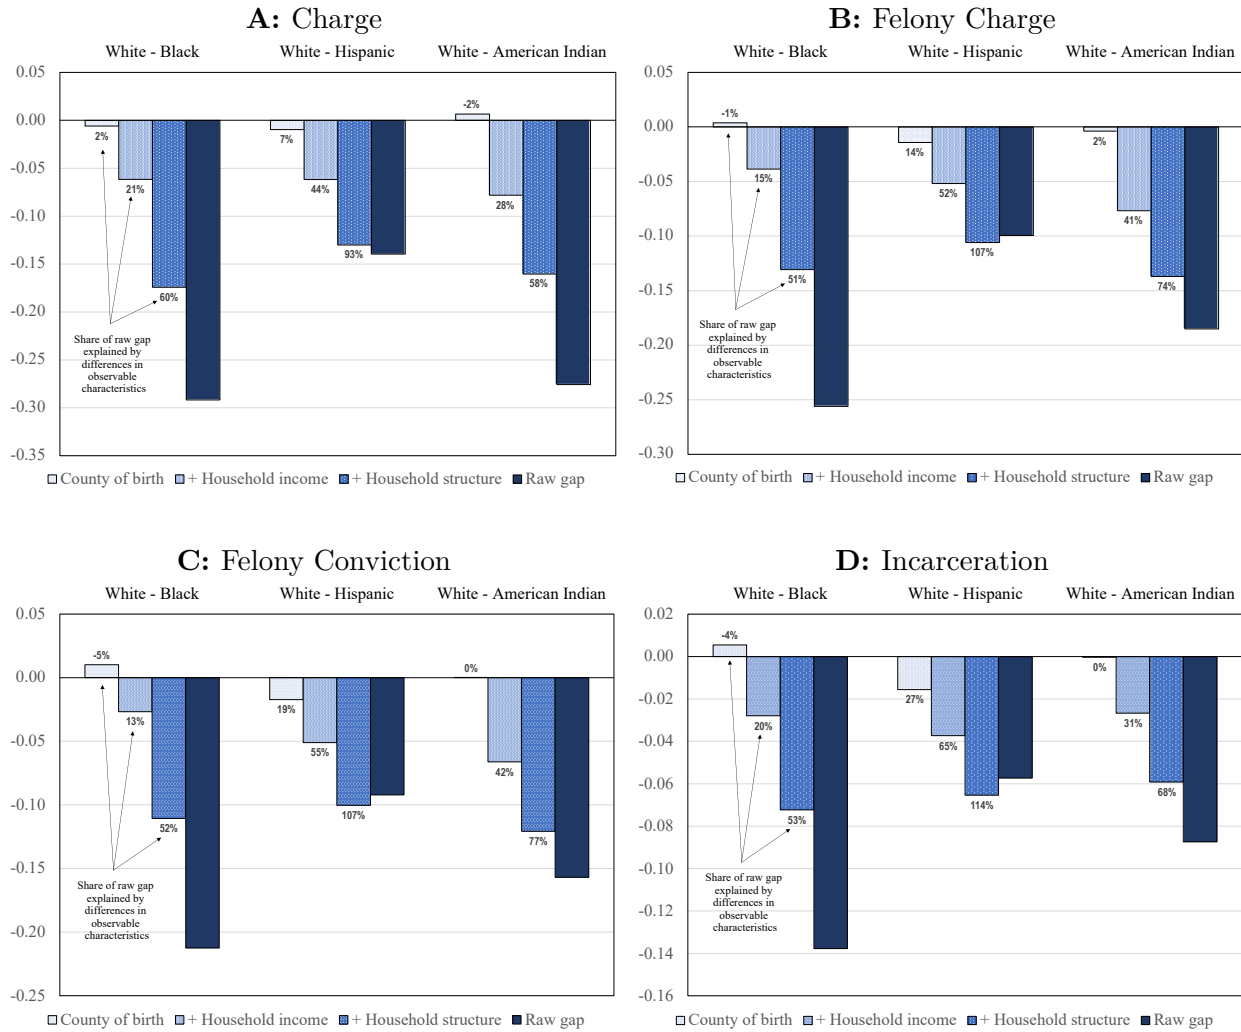 A: Charge
White - Black White - Hispanic White - American Indian
0.05
0.00
-0.05
-0.10
-0.15
-0.20
-0.25
-0.30
-0.35
2%
21%
60%
7%
44%
93%
-2%
28%
58%
Share of raw gap
explained by
differences in
observable
characteristics
County of birth + Household income + Household structure Raw gap
B: Felony Charge
White - Black White - Hispanic White - American Indian
0.05
0.00
-0.05
-0.10
-0.15
-0.20
-0.25
-0.30
-1%
15%
51%
14%
52%
107%
2%
41%
74%
Share of raw gap
explained by
differences in
observable
characteristics
County of birth + Household income + Household structure Raw gap
C: Felony Conviction
White - Black White - Hispanic White - American Indian
0.05
0.00
-0.05
-0.10
-0.15
-0.20
-0.25
-5%
13%
52%
19%
55%
107%
0%
42%
77%
Share of raw gap
explained by
differences in
observable
characteristics
County of birth + Household income + Household structure Raw gap
D: Incarceration
White - Black White - Hispanic White - American Indian
0.02
0.00
-0.02
-0.04
-0.06
-0.08
-0.10
-0.12
-0.14
-0.16
-4%
20%
53%
27%
65%
114%
0%
31%
68%
Share of raw gap
explained by
differences in
observable
characteristics
County of birth + Household income + Household structure Raw gap